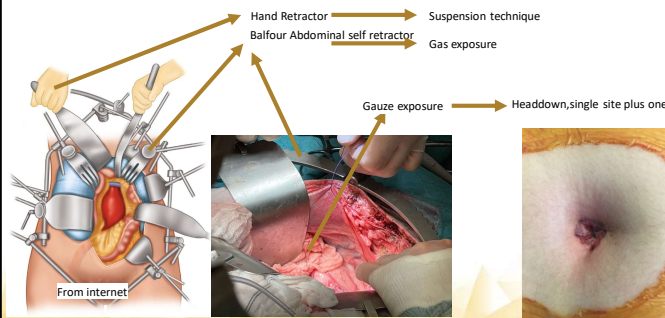 Hand Retractor
Suspension technique
Balfour Abdominal self retractor
Gas exposure
Gauze exposure
Headdown,single site plus one
From internet